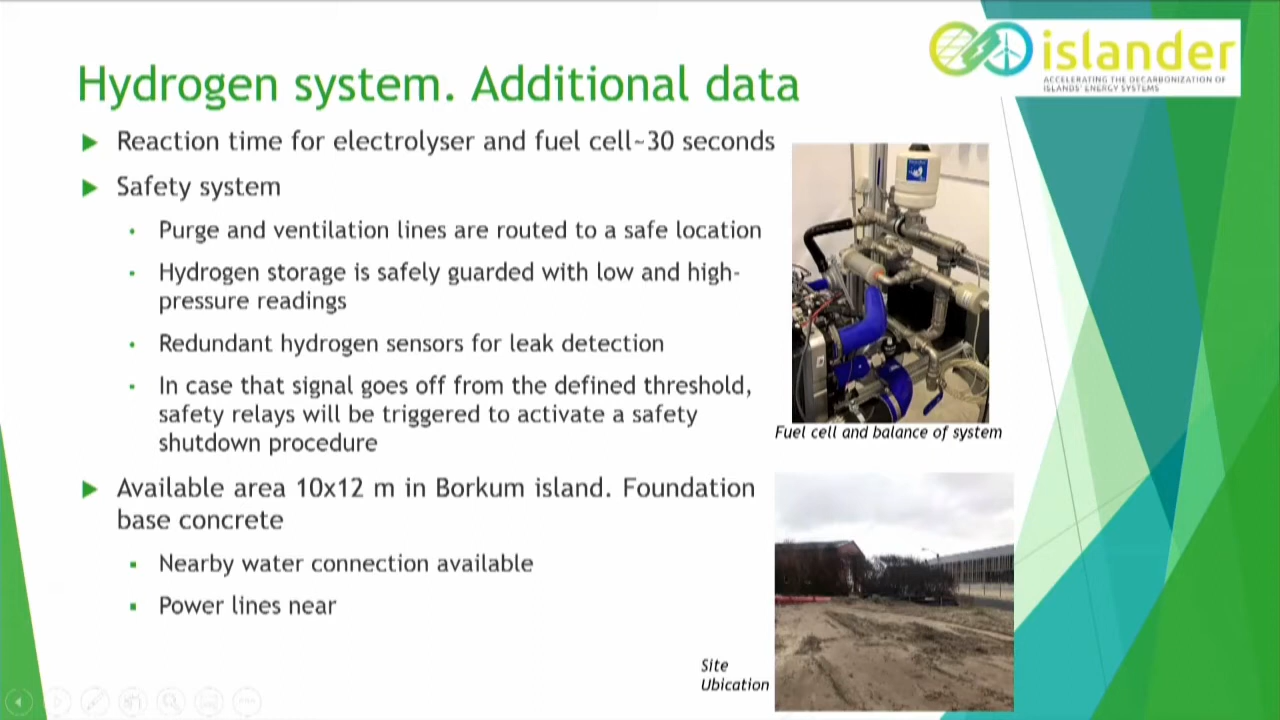 islander
ACCELERATING THE DECARBONIZATION OF
ISLANDS' ENERGY SYSTEMS
Hydrogen system. Additional data
Reaction time for electrolyser and fuel cell~30 seconds
Safety system
Purge and ventilation lines are routed to a safe location
Hydrogen storage is safely guarded with low and high-
pressure readings
Redundant hydrogen sensors for leak detection
In case that signal goes off from the defined threshold,
safety relays will be triggered to activate a safety
shutdown procedure
Available area 10x12 m in Borkum island. Foundation
base concrete
Nearby water connection available
Power lines near
Fuel cell and balance of system
Site
Ubication